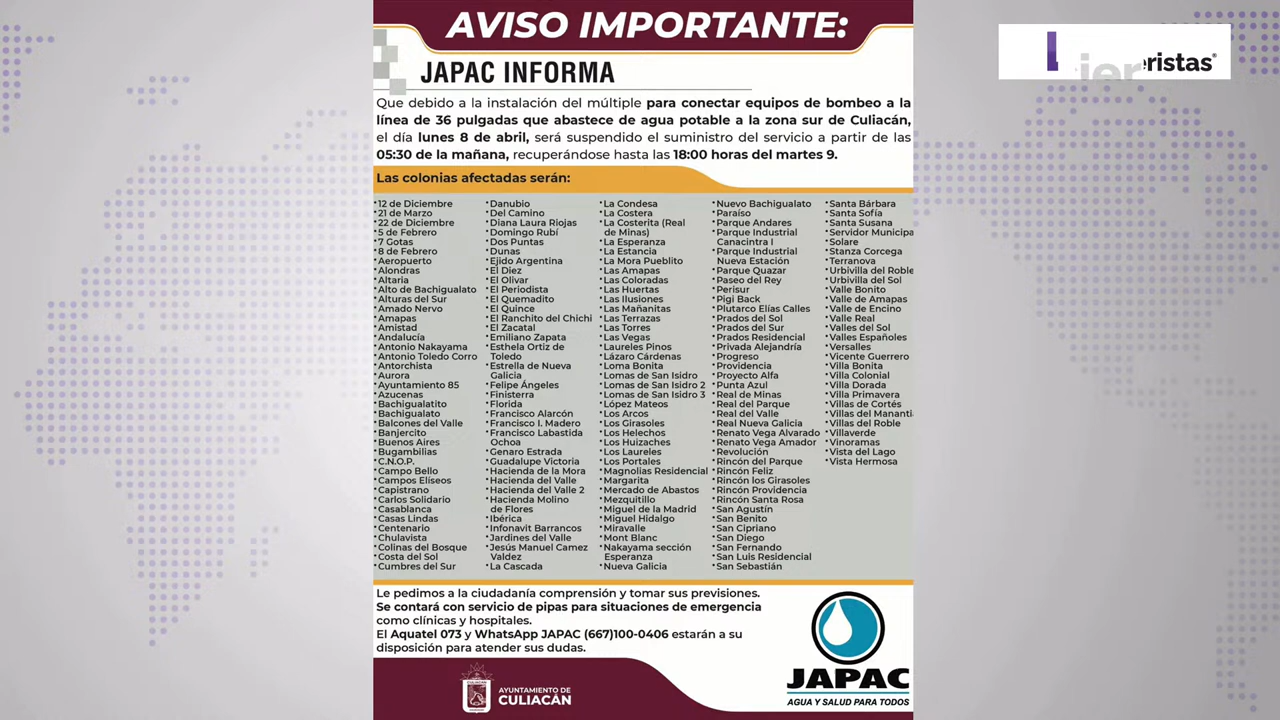 AVISO IMPORTANTE:
JAPAC INFORMA
Que debido a la instalación del múltiple para conectar equipos de bombeo a la
línea de 36 pulgadas que abastece de agua potable a la zona sur de Culiacán,
el día lunes 8 de abril, será suspendido el suministro del servicio a partir de las
05:30 de la mañana, recuperándose hasta las 18:00 horas del martes 9.
Las colonias afectadas serán:
12 de Diciembre
21 de Marzo
22 de Diciembre
5 de Febrero
7 Gotas
8 de Febrero
Aeropuerto
Alondras
Altaria
Alto de Bachigualato
Alturas del Sur
Amado Nervo
Amapas
Amistad
Andalucía
Antonio Nakayama
Antonio Toledo Corro
Antorchista
Aurora
Ayuntamiento 85
Azucenas
Bachigualatito
Bachigualato
Balcones del Valle
Banjercito
Buenos Aires
Bugambilias
C.N.O.P.
Campo Bello
Campos Elíseos
Capistrano
Carlos Solidario
Casablanca
Casas Lindas
Centenario
Chulavista
Colinas del Bosque
Costa del Sol
Cumbres del Sur
Danubio
Del Camino
Diana Laura Riojas
Domingo Rubí
Dos Puntas
Dunas
Ejido Argentina
El Diez
El Olivar
El Periodista
El Quemadito
El Quince
El Ranchito del Chichi
El Zacatal
Emiliano Zapata
Esthela Ortiz de
Toledo
Estrella de Nueva
Galicia
Felipe Ángeles
Finisterra
Florida
Francisco Alarcón
Francisco I. Madero
Francisco Labastida
Ochoa
Genaro Estrada
Guadalupe Victoria
Hacienda de la Mora
Hacienda del Valle
Hacienda del Valle 2
Hacienda Molino
de Flores
Ibérica
Infonavit Barrancos
Jardines del Valle
Jesús Manuel Camez
Valdez
La Cascada
La Condesa
La Costera
La Costerita (Real
de Minas)
La Esperanza
La Estancia
La Mora Pueblito
Las Amapas
Las Coloradas
Las Huertas
Las Ilusiones
Las Mañanitas
Las Terrazas
Las Torres
Las Vegas
Laureles Pinos
Lázaro Cárdenas
Loma Bonita
Lomas de San Isidro
Lomas de San Isidro 2
Lomas de San Isidro 3
López Mateos
Los Arcos
Los Girasoles
Los Helechos
Los Huizaches
Los Laureles
Los Portales
Magnolias Residencial
Margarita
Mercado de Abastos
Mezquitillo
Miguel de la Madrid
Miguel Hidalgo
Miravalle
Mont Blanc
Nakayama sección
Esperanza
Nueva Galicia
Nuevo Bachigualato
Paraíso
Parque Andares
Parque Industrial
Canacintra I
Parque Industrial
Nueva Estación
Parque Quazar
Paseo del Rey
Perisur
Pigi Back
Plutarco Elías Calles
Prados del Sol
Prados del Sur
Prados Residencial
Privada Alejandría
Progreso
Providencia
Proyecto Alfa
Punta Azul
Real de Minas
Real del Parque
Real del Valle
Real Nueva Galicia
Renato Vega Alvarado
Renato Vega Amador
Revolución
Rincón del Parque
Rincón Feliz
Rincón los Girasoles
Rincón Providencia
Rincón Santa Rosa
San Agustín
San Benito
San Cipriano
San Diego
San Fernando
San Luis Residencial
San Sebastián
Santa Bárbara
Santa Sofía
Santa Susana
Servidor Municipa
Solare
Stanza Corcega
Terranova
Urbivilla del Roble
Urbivilla del Sol
Valle Bonito
Valle de Amapas
Valle de Encino
Valle Real
Valles del Sol
Valles Españoles
Versalles
Vicente Guerrero
Villa Bonita
Villa Colonial
Villa Dorada
Villa Primavera
Villas de Cortés
Villas del Mananti
Villas del Roble
Villaverde
Vinoramas
Vista del Lago
Vista Hermosa
Le pedimos a la ciudadanía comprensión y tomar sus previsiones.
Se contará con servicio de pipas para situaciones de emergencia
como clínicas y hospitales.
El Aquatel 073 y WhatsApp JAPAC (667)100-0406 estarán a su
disposición para atender sus dudas.
CULIACÁN
AYUNTAMIENTO DE
CULIACÁN
JAPAC
AGUA Y SALUD PARA TODOS